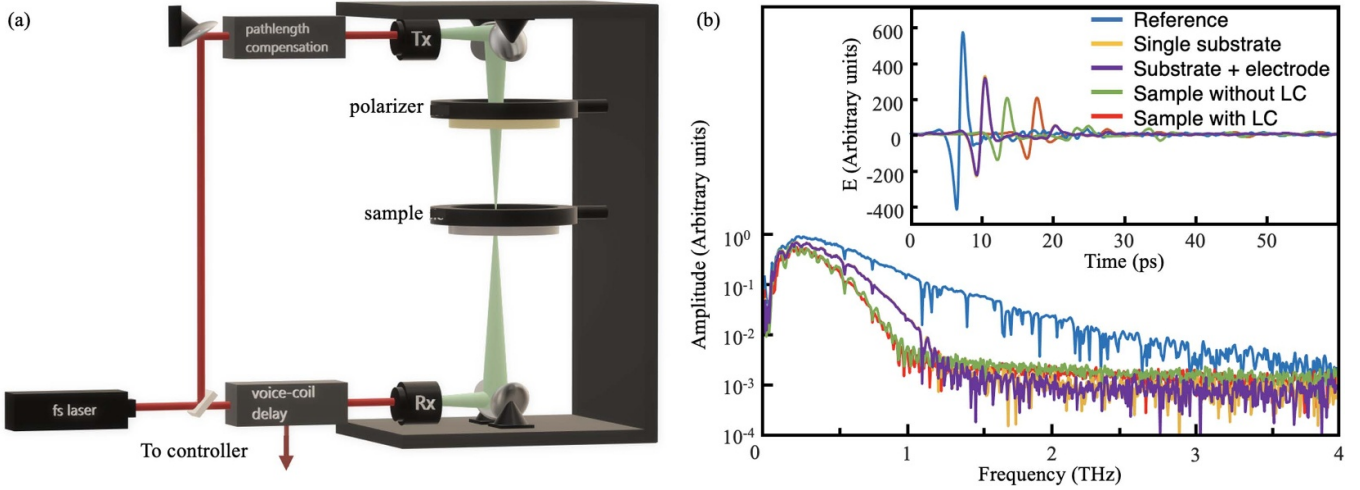 (a)
pathlength
compensation
Tx
polarizer
sample
fs laser
voice-coil
delay
Rx
To controller
(b)
Reference
Single substrate
Substrate + electrode
Sample without LC
Sample with LC
E (Arbitrary units)
600
400
200
0
-200
-400
0
10
20
30
40
50
Time (ps)
Amplitude (Arbitrary units)
10⁰
10⁻¹
10⁻²
10⁻³
10⁻⁴
0
1
2
3
4
Frequency (THz)